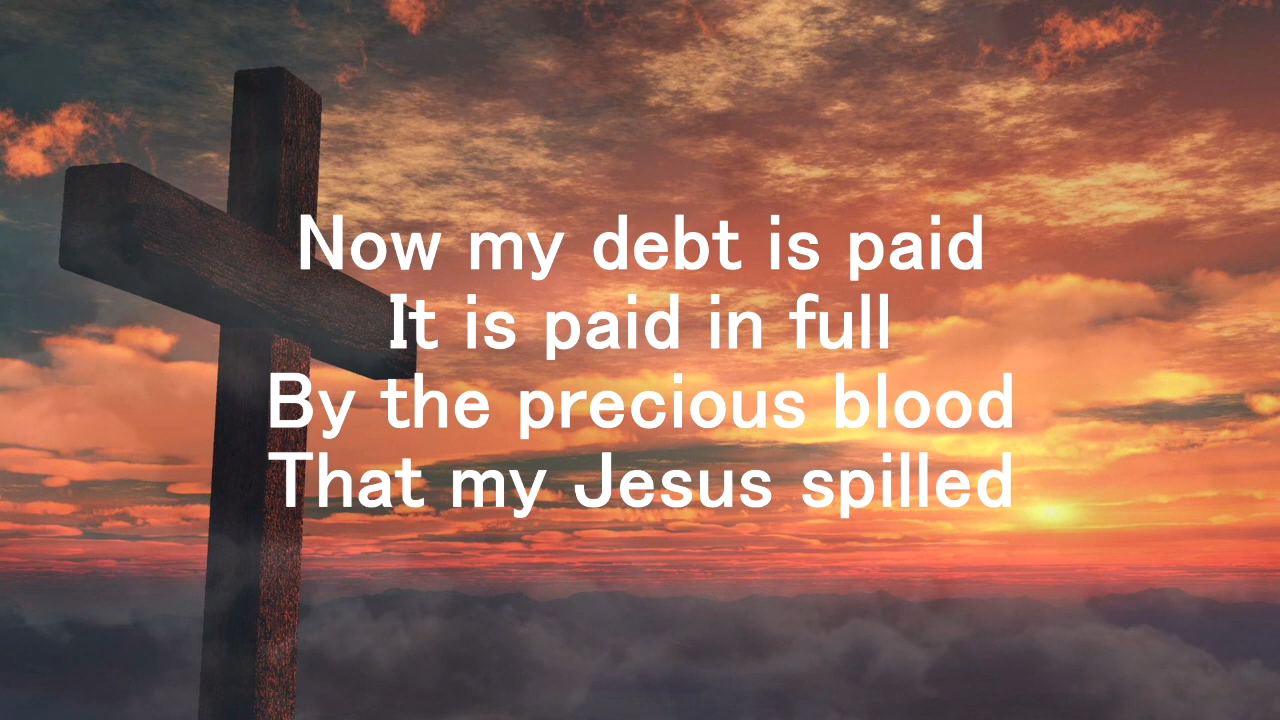 Now my debt is paid
It is paid in full
By the precious blood
That my Jesus spilled